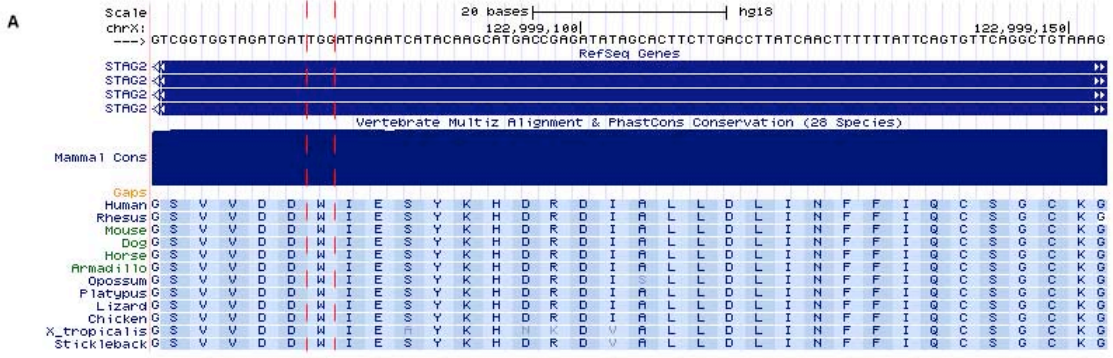 A
Scale 20 bases hg18
chrX: 122,999,100 122,999,150
---> GTCGGTGGTAGATGATTGGATAGAATCATACAAGCATGACCGAGATATAGCACTTCTTGACCTTATCAACTTTTTTATTCAGTGTTCAGGCTGTAAAG
RefSeq Genes
STAG2
STAG2
STAG2
STAG2
Vertebrate Multiz Alignment & PhastCons Conservation (28 Species)
Mammal Cons
Gaps
Human G S V V D D W I E S Y K H D R D I A L L D L I N F F I Q C S G C K G
Rhesus G S V V D D W I E S Y K H D R D I A L L D L I N F F I Q C S G C K G
Mouse G S V V D D W I E S Y K H D R D I A L L D L I N F F I Q C S G C K G
Dog G S V V D D W I E S Y K H D R D I A L L D L I N F F I Q C S G C K G
Horse G S V V D D W I E S Y K H D R D I A L L D L I N F F I Q C S G C K G
Armadillo G S V V D D W I E S Y K H D R D I A L L D L I N F F I Q C S G C K G
Opossum G S V V D D W I E S Y K H D R D I S L L D L I N F F I Q C S G C K G
Platypus G S V V D D W I E S Y K H D R D I A L L D L I N F F I Q C S G C K G
Lizard G S V V D D W I E S Y K H D R D I A L L D L I N F F I Q C S G C K G
Chicken G S V V D D W I E S Y K H D R D I A L L D L I N F F I Q C S G C K G
X_tropicalis G S V V D D W I E A Y K H N K D V A L L D L I N F F I Q C S G C K G
Stickleback G S V V D D W I E S Y K H D R D V A L L D L I N F F I Q C S G C K G